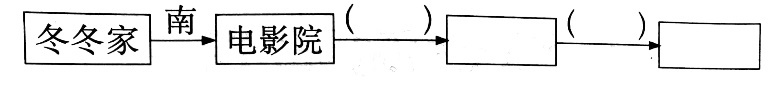 冬冬家 南 电影院 (    ) (    )